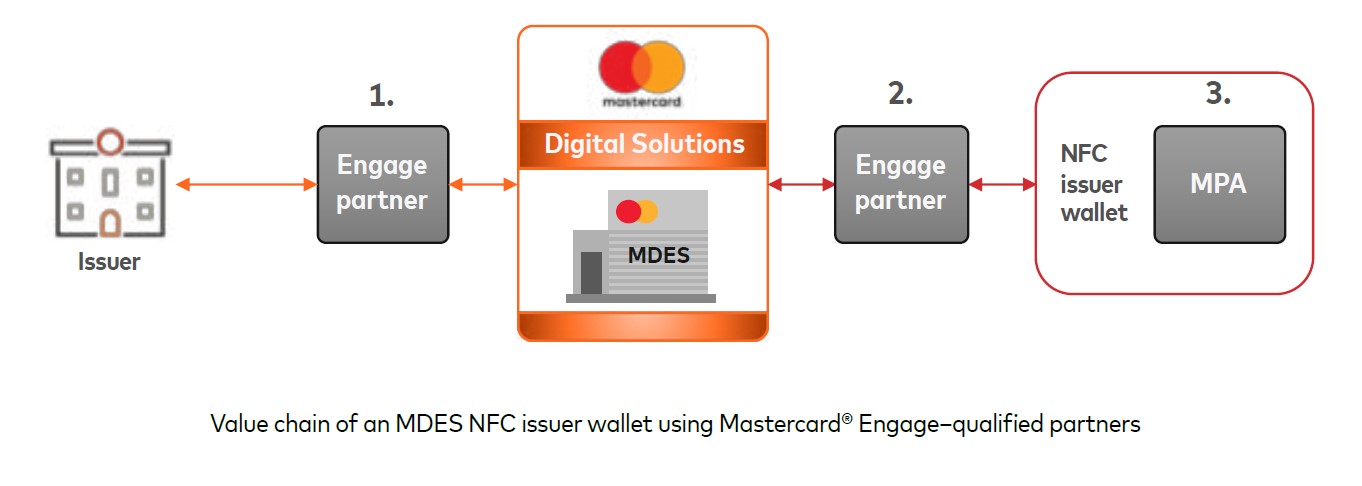 1.
2.
3.
mastercard
Digital Solutions
Engage
partner
Engage
partner
NFC
issuer
wallet
MPA
MDES
Issuer
Value chain of an MDES NFC issuer wallet using Mastercard® Engage–qualified partners